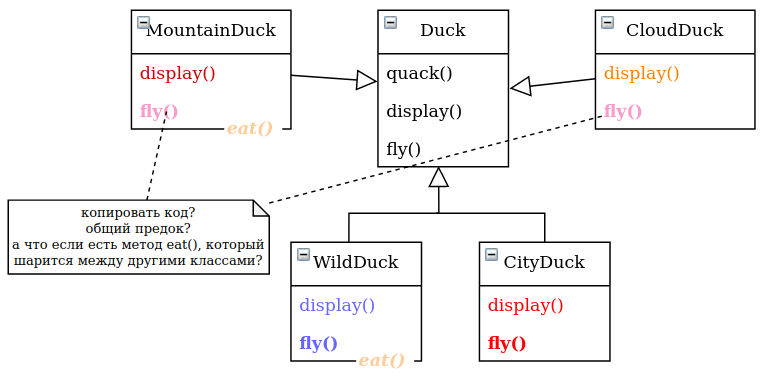 MountainDuck
display()
fly()
eat()
Duck
quack()
display()
fly()
CloudDuck
display()
fly()
копировать код?
общий предок?
а что если есть метод eat(), который
шарится между другими классами?
WildDuck
display()
fly()
eat()
CityDuck
display()
fly()